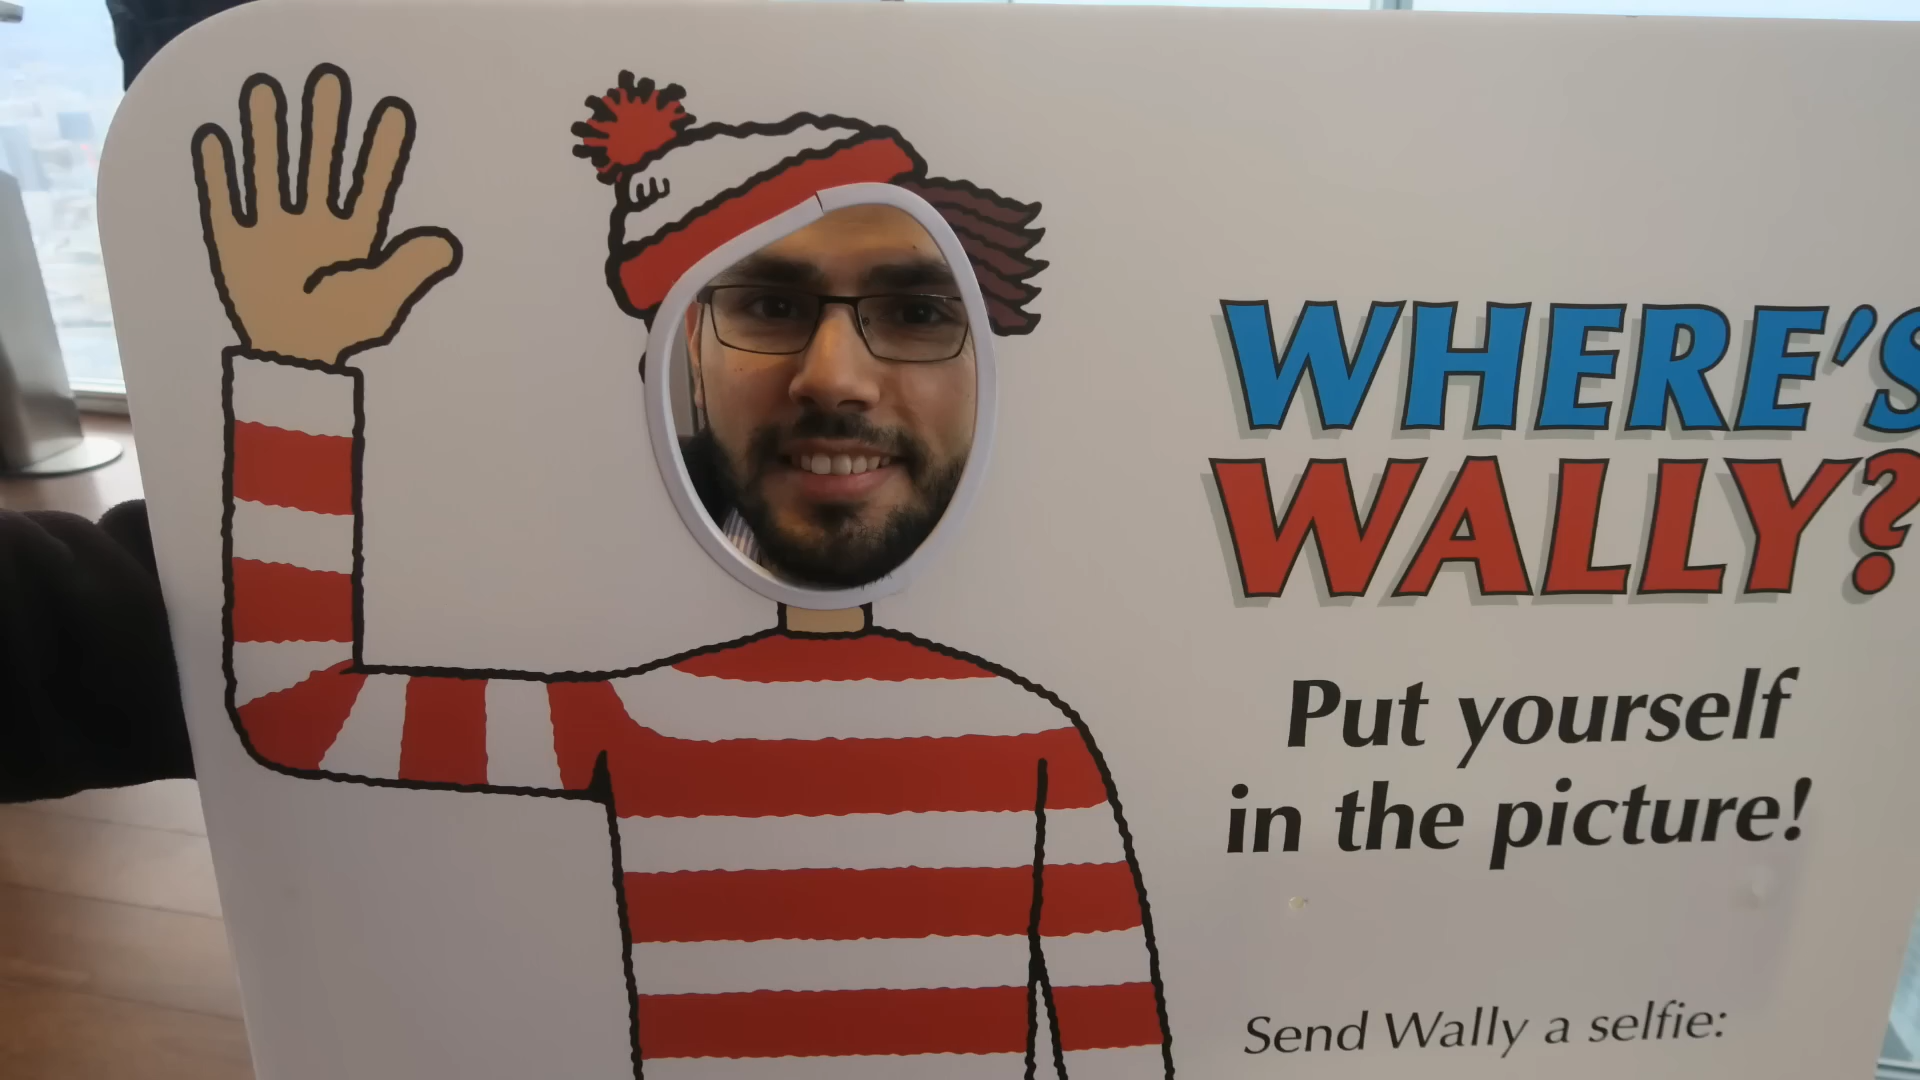 WHERE'S
WALLY?
Put yourself
in the picture!
Send Wally a selfie: